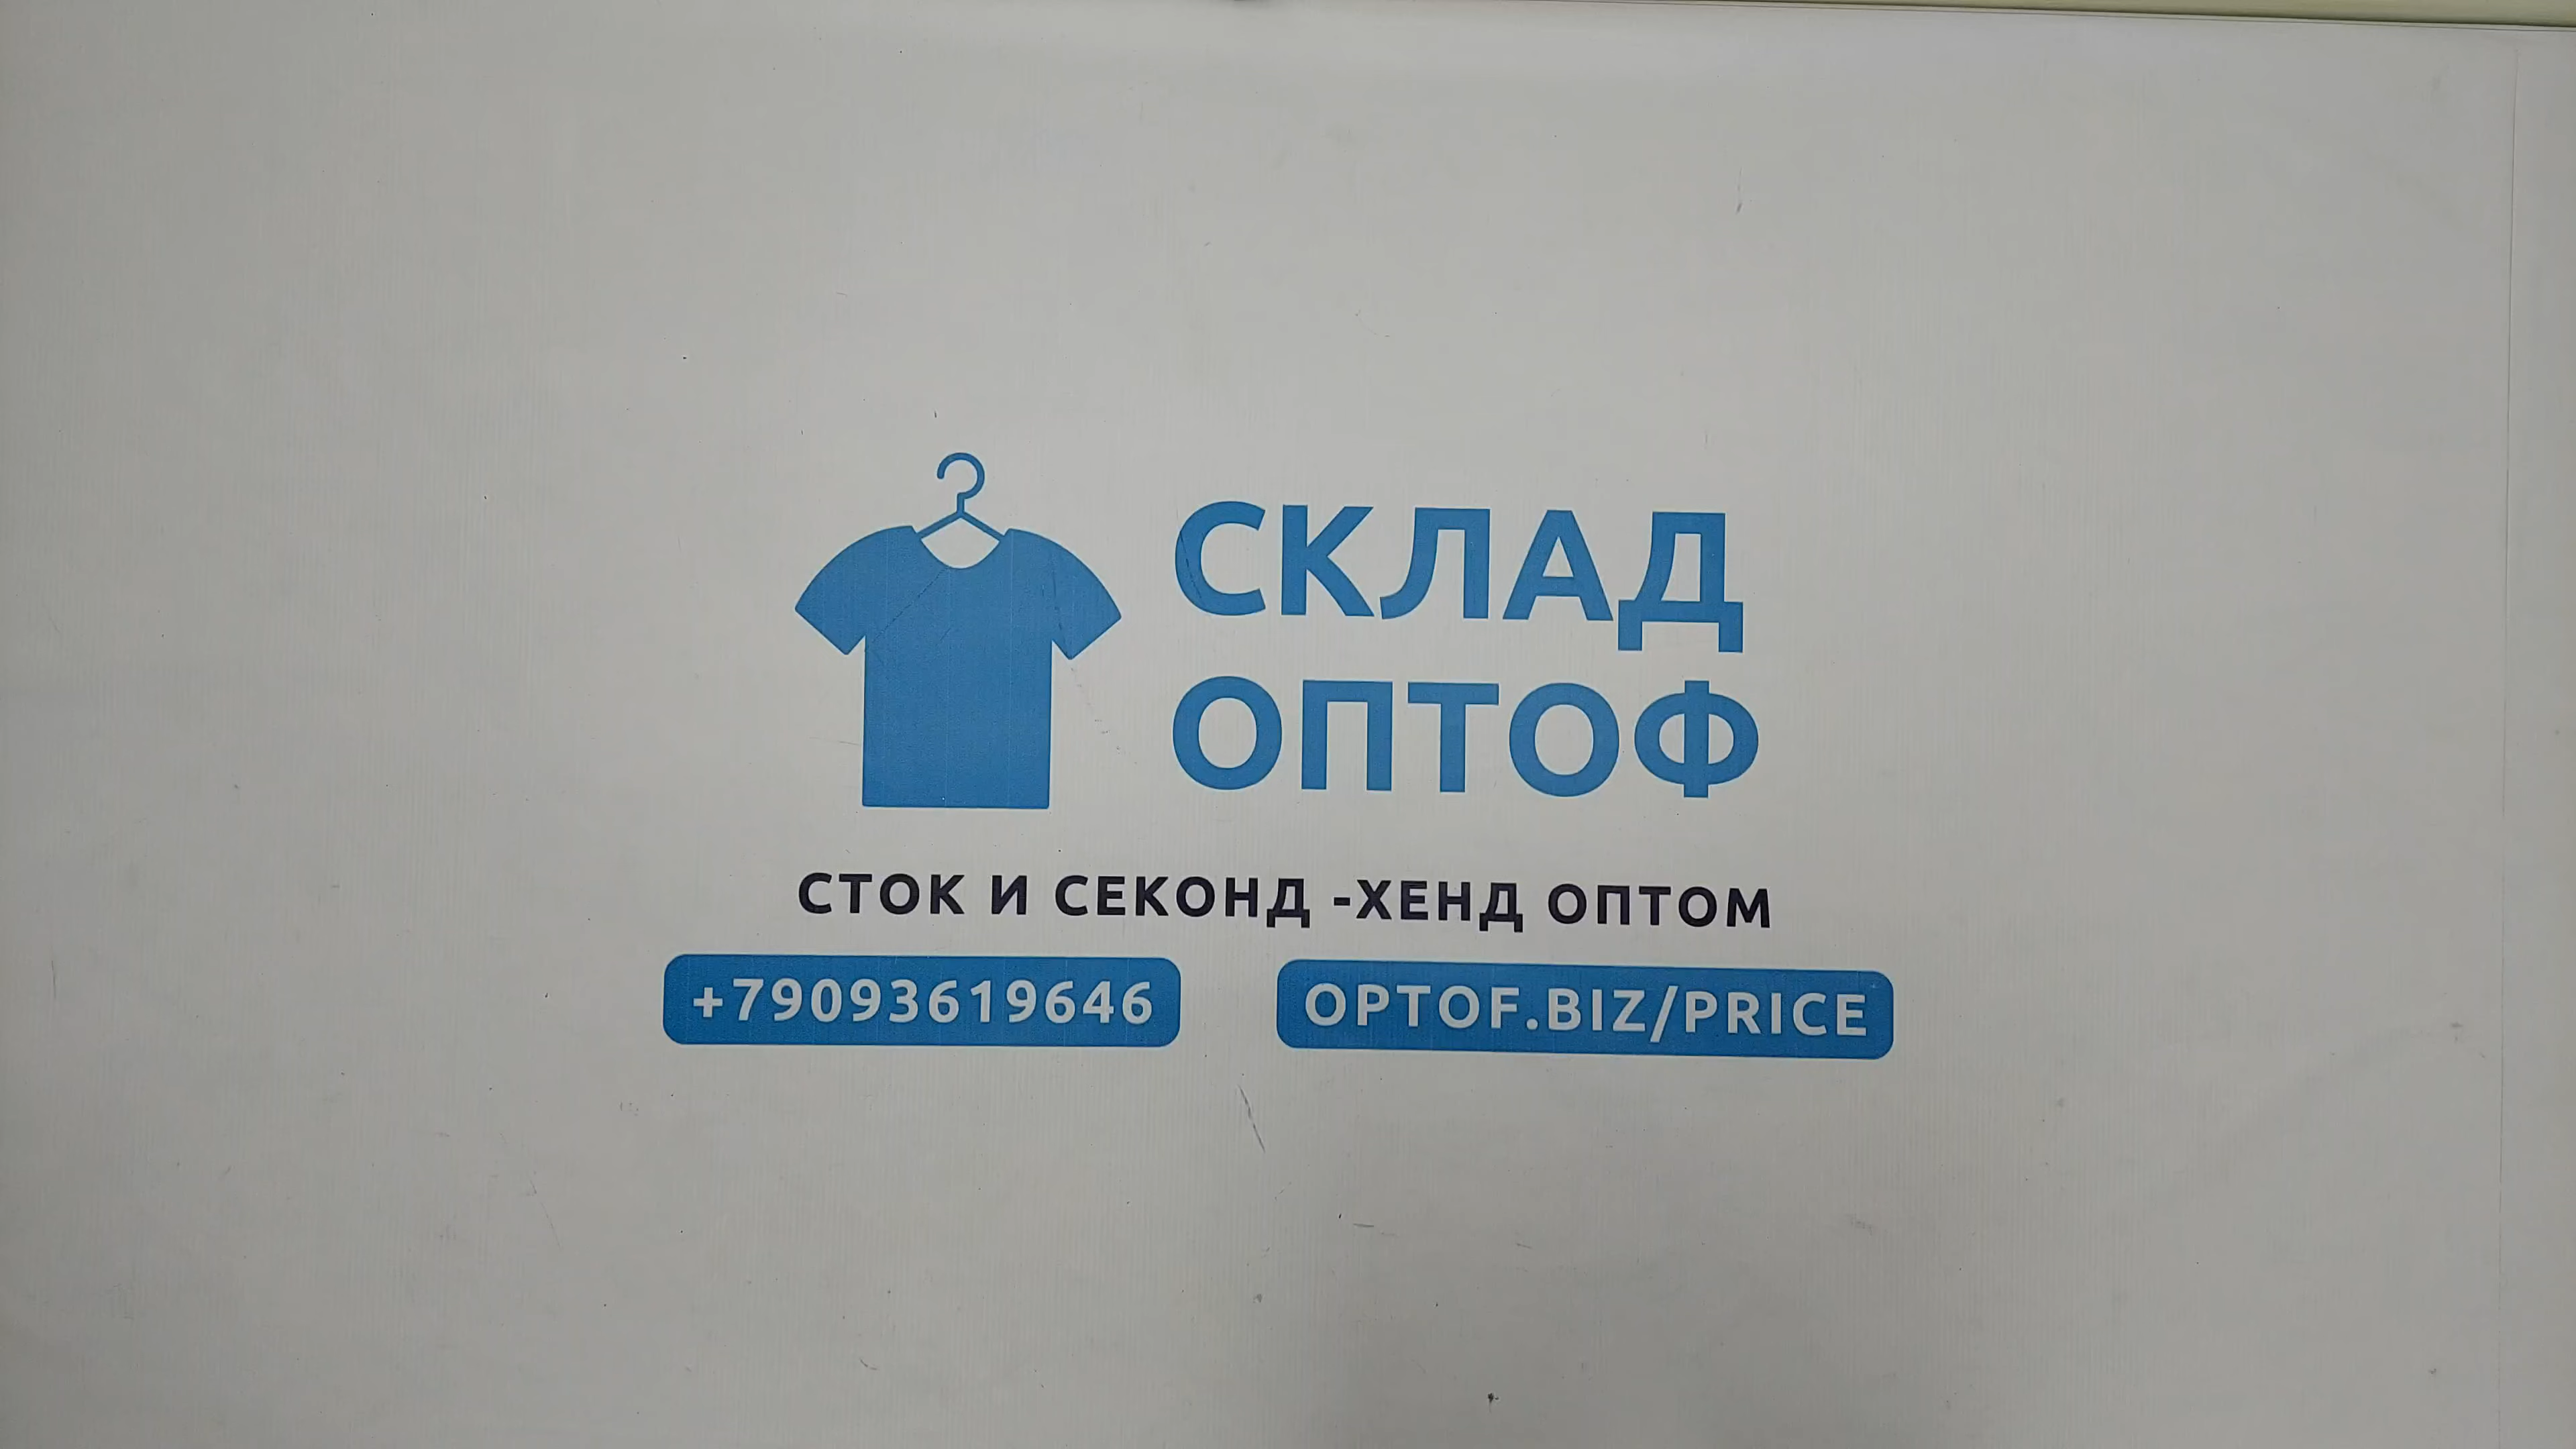 СКЛАД
ОПТОФ
СТОК И СЕКОНД -ХЕНД ОПТОМ
+79093619646
OPTOF.BIZ/PRICE